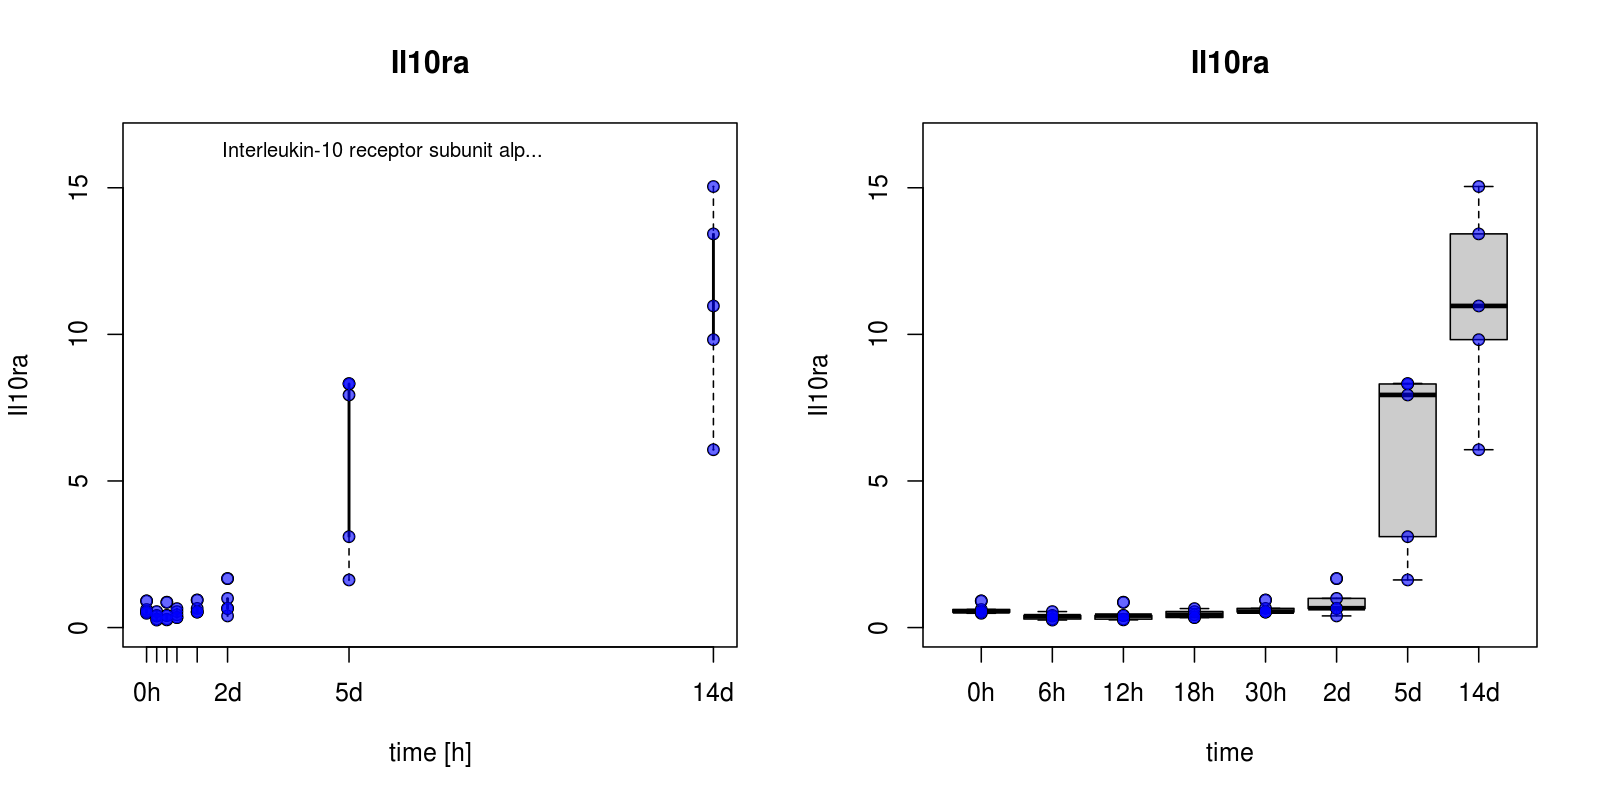 Il10ra
Interleukin-10 receptor subunit alp...
Il10ra
15
10
5
0
0h 2d 5d 14d
time [h]
Il10ra
Il10ra
15
10
5
0
0h 6h 12h 18h 30h 2d 5d 14d
time